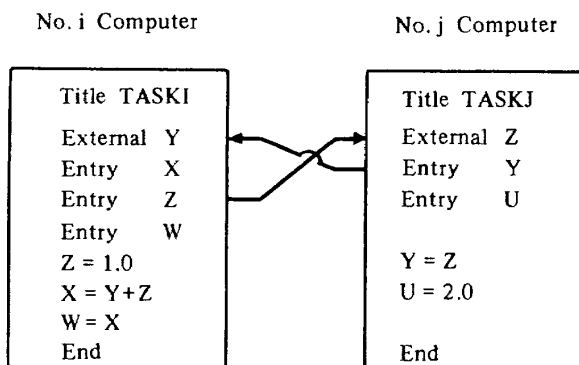 No. i Computer
No. j Computer
Title TASKI
External Y
Entry X
Entry Z
Entry W
Z = 1.0
X = Y+Z
W = X
End
Title TASKJ
External Z
Entry Y
Entry U
Y = Z
U = 2.0
End